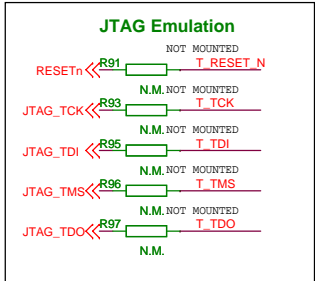 JTAG Emulation
NOT MOUNTED
RESETn R91 T_RESET_N
N.M. NOT MOUNTED
JTAG_TCK R93 T_TCK
N.M. NOT MOUNTED
JTAG_TDI R95 T_TDI
N.M. NOT MOUNTED
JTAG_TMS R96 T_TMS
N.M. NOT MOUNTED
JTAG_TDO R97 T_TDO
N.M.